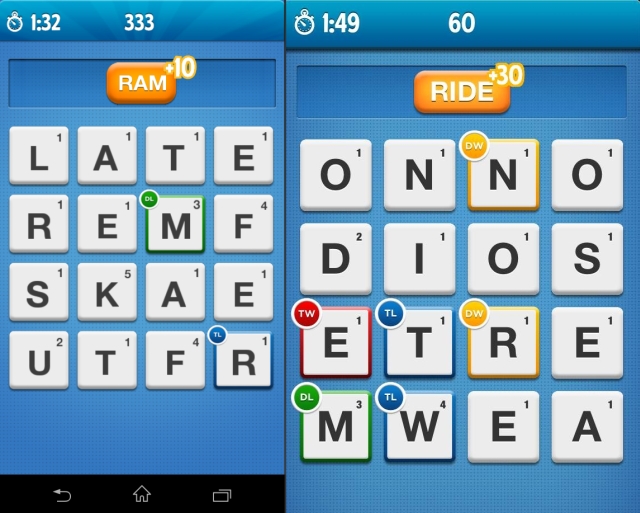 1:32 333
RAM +10
L 1 A 1 T 1 E 1
R 1 E 1 DL M 3 F 4
S 1 K 5 A 1 E 1
U 2 T 1 F 4 TL R 1
1:49 60
RIDE +30
O 1 N 1 DW N 1 O 1
D 2 I 1 O 1 S 1
TW E 1 TL T 1 DW R 1 E 1
DL M 3 TL W 4 E 1 A 1